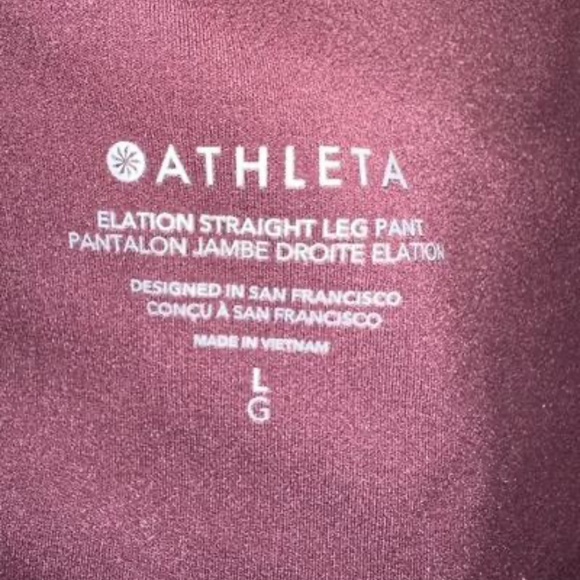 ATHLETA
ELATION STRAIGHT LEG PANT
PANTALON JAMBE DROITE ELATION
DESIGNED IN SAN FRANCISCO
CONÇU À SAN FRANCISCO
MADE IN VIETNAM
L
G